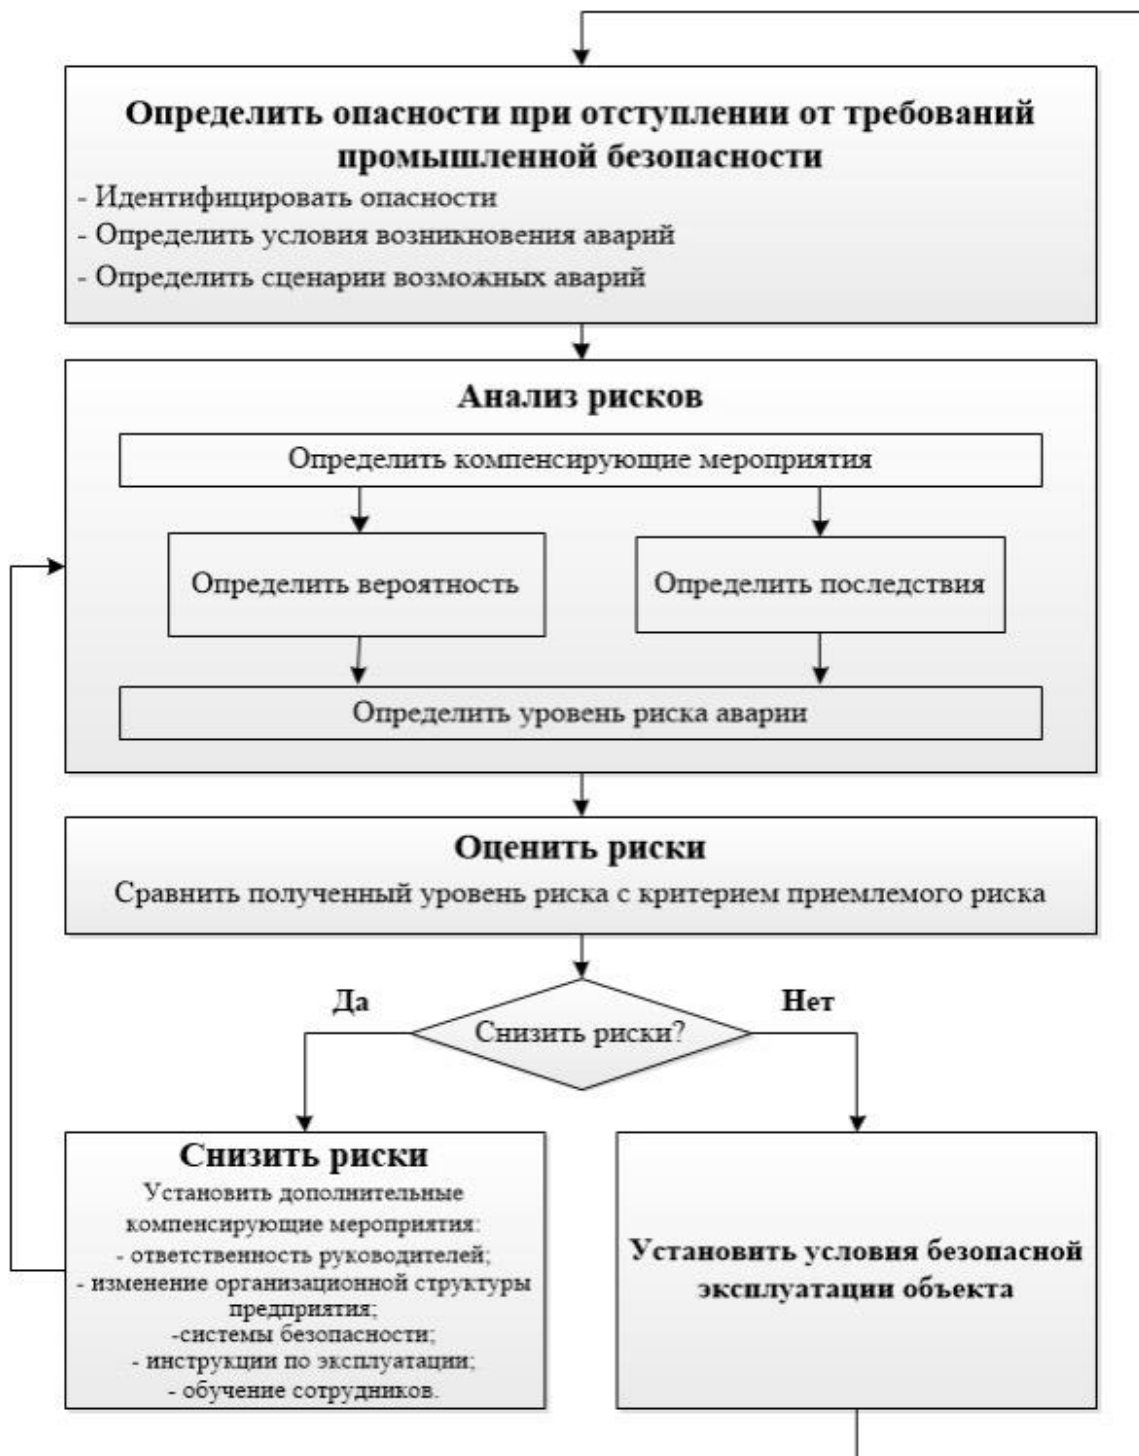 Определить опасности при отступлении от требований
промышленной безопасности
- Идентифицировать опасности
- Определить условия возникновения аварий
- Определить сценарии возможных аварий
Анализ рисков
Определить компенсирующие мероприятия
Определить вероятность
Определить последствия
Определить уровень риска аварии
Оценить риски
Сравнить полученный уровень риска с критерием приемлемого риска
Да
Нет
Снизить риски?
Снизить риски
Установить дополнительные
компенсирующие мероприятия:
- ответственность руководителей;
- изменение организационной структуры
предприятия;
-системы безопасности;
- инструкции по эксплуатации;
- обучение сотрудников.
Установить условия безопасной
эксплуатации объекта